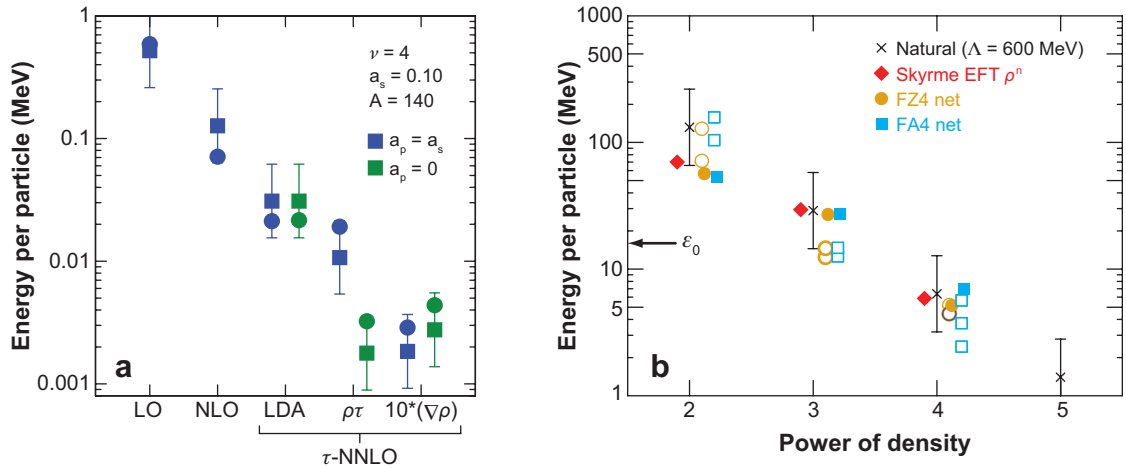 Energy per particle (MeV)
1
0.1
0.01
0.001
ν = 4
a_s = 0.10
A = 140
a_p = a_s
a_p = 0
a
LO
NLO
LDA
ρτ
10*(∇ρ)
τ-NNLO
Energy per particle (MeV)
1000
500
100
50
10
5
1
Natural (Λ = 600 MeV)
Skyrme EFT ρⁿ
FZ4 net
FA4 net
ε₀
b
2
3
4
5
Power of density